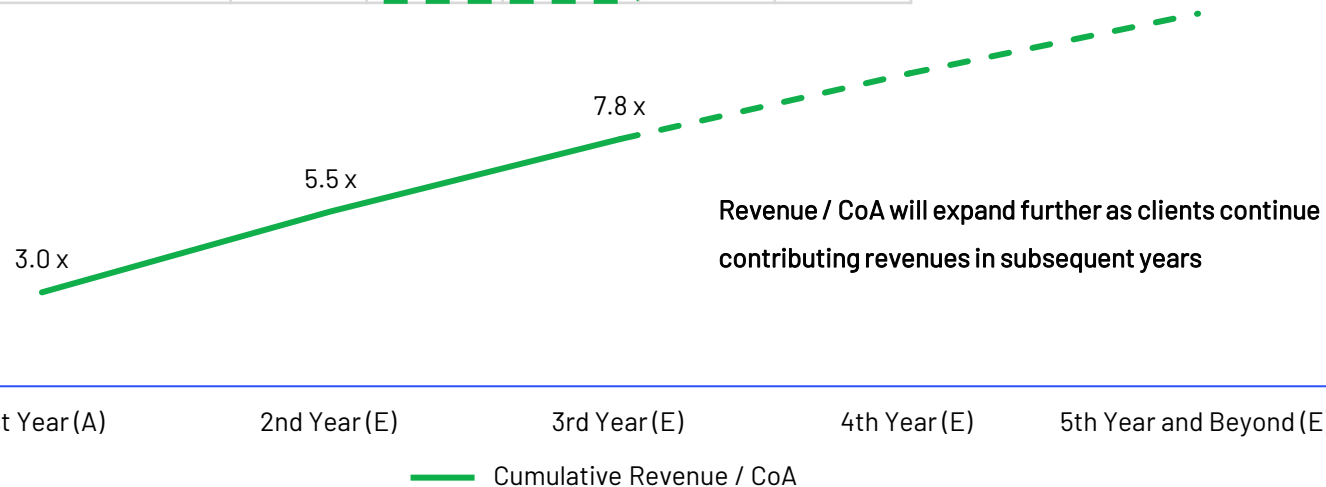 7.8 x
5.5 x
3.0 x
Revenue / CoA will expand further as clients continue
contributing revenues in subsequent years
t Year (A) 2nd Year (E) 3rd Year (E) 4th Year (E) 5th Year and Beyond (E
Cumulative Revenue / CoA